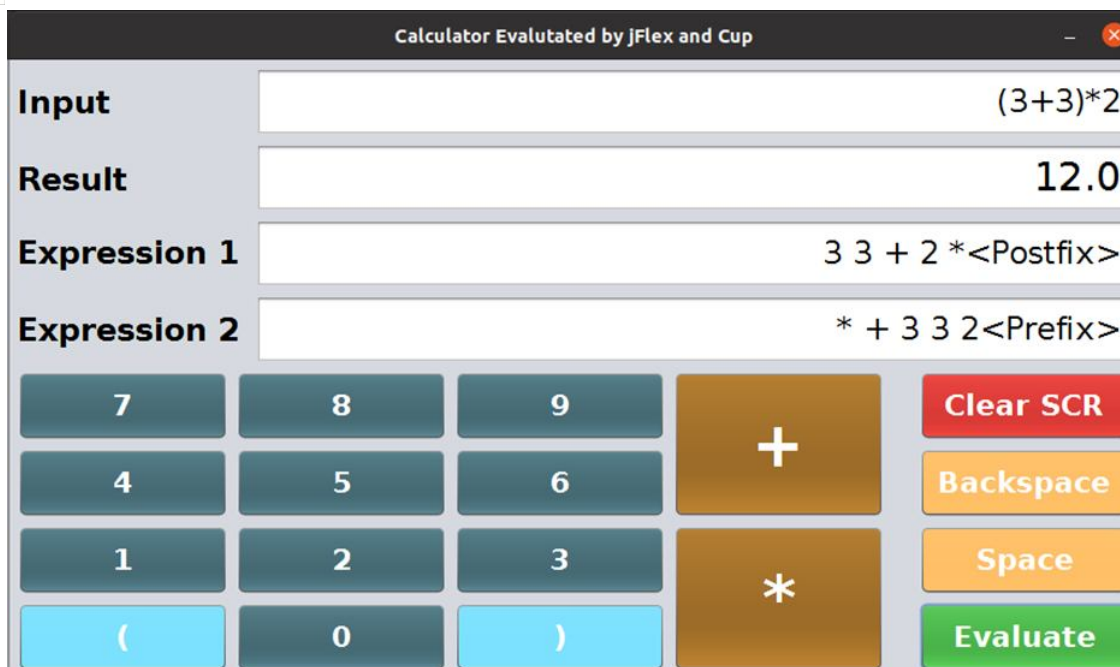 Calculator Evalutated by jFlex and Cup
Input (3+3)*2
Result 12.0
Expression 1 3 3 + 2 *<Postfix>
Expression 2 * + 3 3 2<Prefix>
7 8 9 + Clear SCR
4 5 6 Backspace
1 2 3 * Space
( 0 ) Evaluate